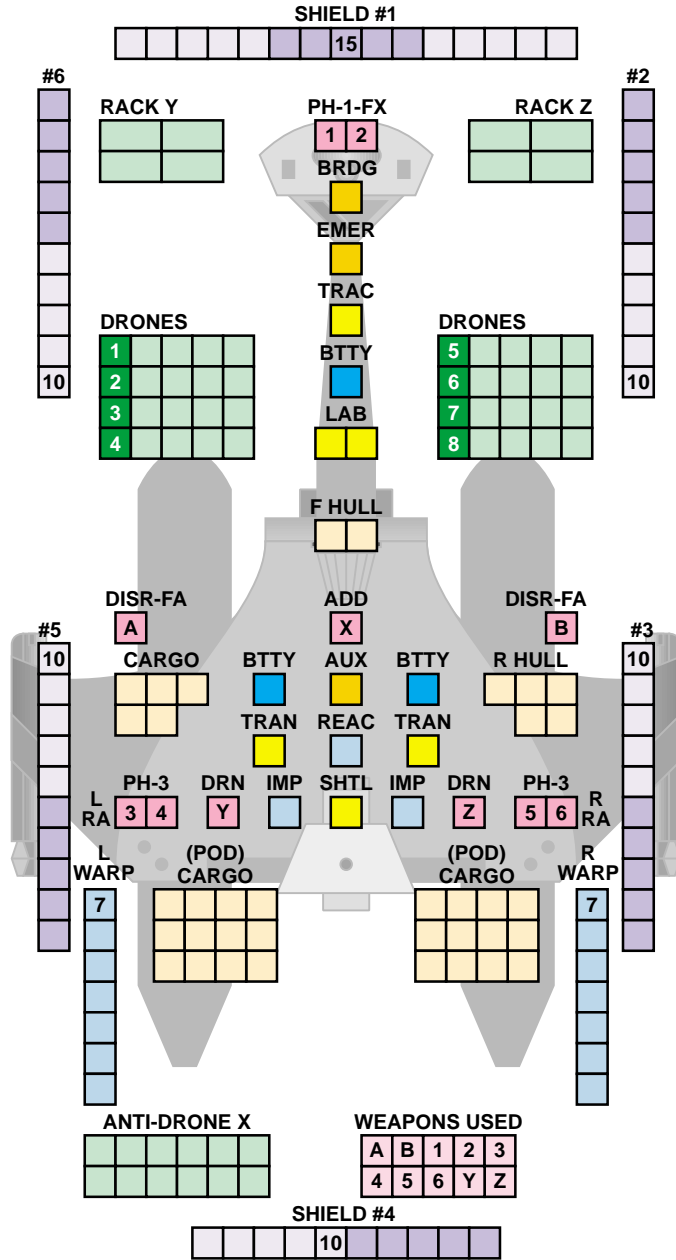 SHIELD #1
15
#6
#2
RACK Y
PH-1-FX
RACK Z
1 2
BRDG
EMER
TRAC
DRONES
DRONES
1
5
BTTY
2
6
10
10
3
7
LAB
4
8
F HULL
DISR-FA
ADD
DISR-FA
A
X
B
#5
#3
10
CARGO
BTTY
AUX
BTTY
R HULL
10
TRAN
REAC
TRAN
PH-3
DRN
IMP
SHTL
IMP
DRN
PH-3
L
RA
3 4
Y
Z
5 6
R
RA
L
WARP
(POD)
CARGO
(POD)
CARGO
R
WARP
7
7
ANTI-DRONE X
WEAPONS USED
A B 1 2 3
4 5 6 Y Z
SHIELD #4
10